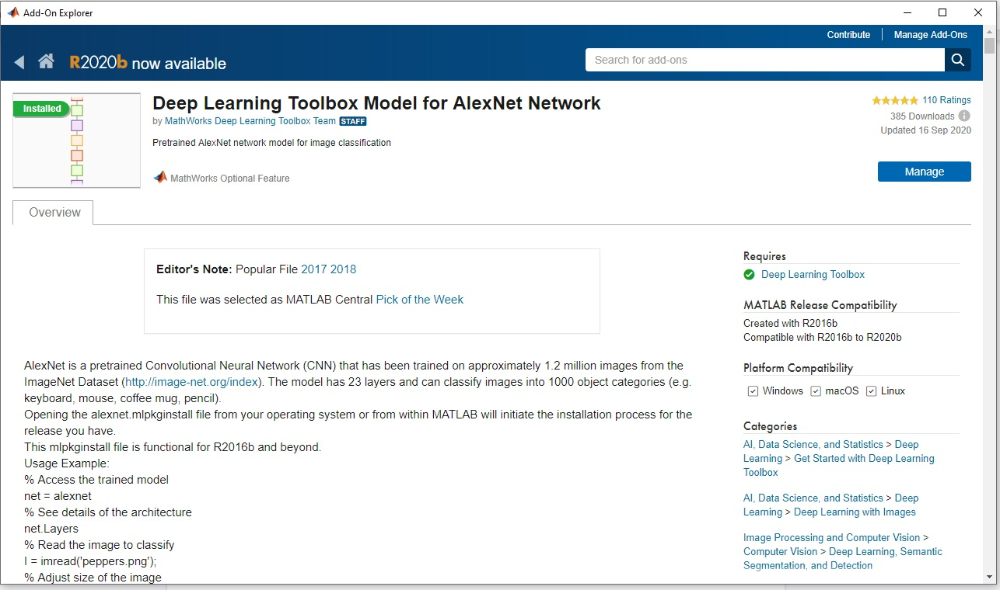 Add-On Explorer
Contribute
Manage Add-Ons
R2020b now available
Search for add-ons
Installed
Deep Learning Toolbox Model for AlexNet Network
by MathWorks Deep Learning Toolbox Team STAFF
Pretrained AlexNet network model for image classification
MathWorks Optional Feature
110 Ratings
385 Downloads
Updated 16 Sep 2020
Manage
Overview
Editor's Note: Popular File 2017 2018
This file was selected as MATLAB Central Pick of the Week
AlexNet is a pretrained Convolutional Neural Network (CNN) that has been trained on approximately 1.2 million images from the
ImageNet Dataset (http://image-net.org/index). The model has 23 layers and can classify images into 1000 object categories (e.g.
keyboard, mouse, coffee mug, pencil).
Opening the alexnet.mlpkginstall file from your operating system or from within MATLAB will initiate the installation process for the
release you have.
This mlpkginstall file is functional for R2016b and beyond.
Usage Example:
% Access the trained model
net = alexnet
% See details of the architecture
net.Layers
% Read the image to classify
I = imread('peppers.png');
% Adjust size of the image
Requires
Deep Learning Toolbox
MATLAB Release Compatibility
Created with R2016b
Compatible with R2016b to R2020b
Platform Compatibility
Windows macOS Linux
Categories
AI, Data Science, and Statistics > Deep
Learning > Get Started with Deep Learning
Toolbox
AI, Data Science, and Statistics > Deep
Learning > Deep Learning with Images
Image Processing and Computer Vision >
Computer Vision > Deep Learning, Semantic
Segmentation, and Detection